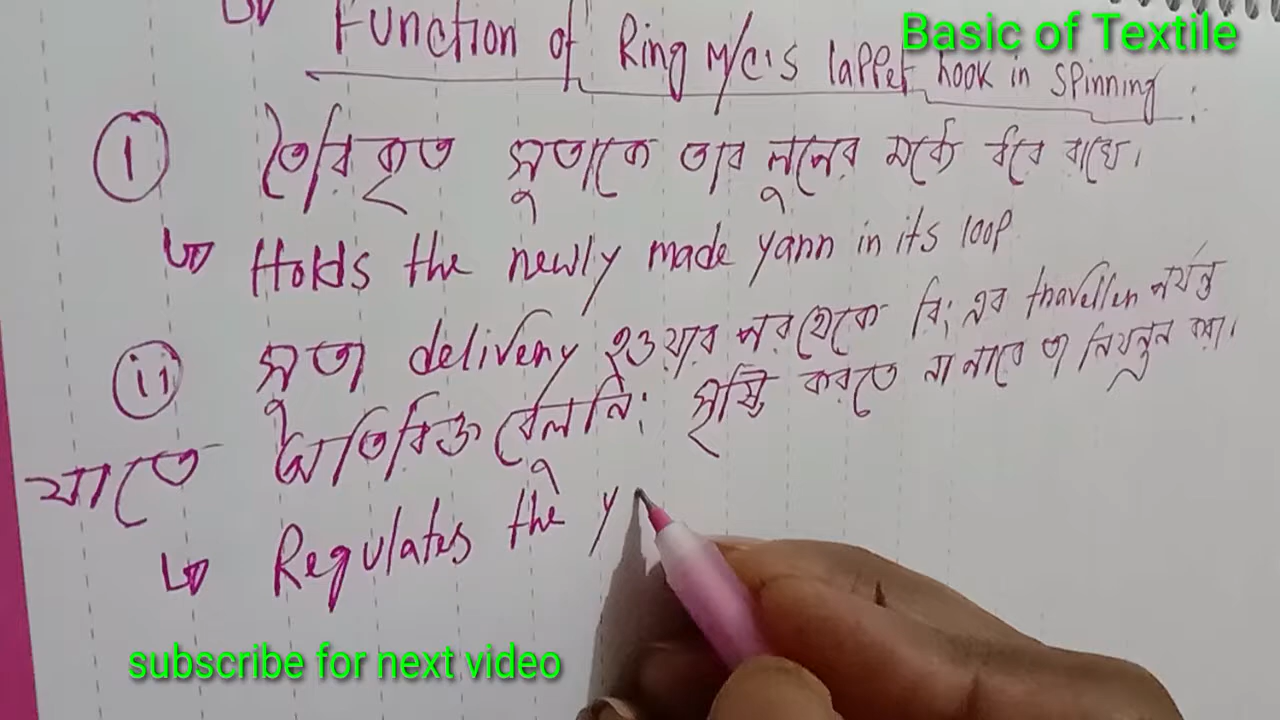 Basic of Textile
Function of Ring m/c's lappet hook in spinning :
i তৈরিকৃত সুতাকে তার লুপের মধ্যে ধরে রাখে।
↳ Holds the newly made yarn in its loop
ii সুতা delivery হওয়ার পর থেকে রিং এর traveller পর্যন্ত
যাতে অতিরিক্ত বেলুনিং সৃষ্টি করতে না পারে তা নিয়ন্ত্রন করা।
↳ Regulates the y
subscribe for next video